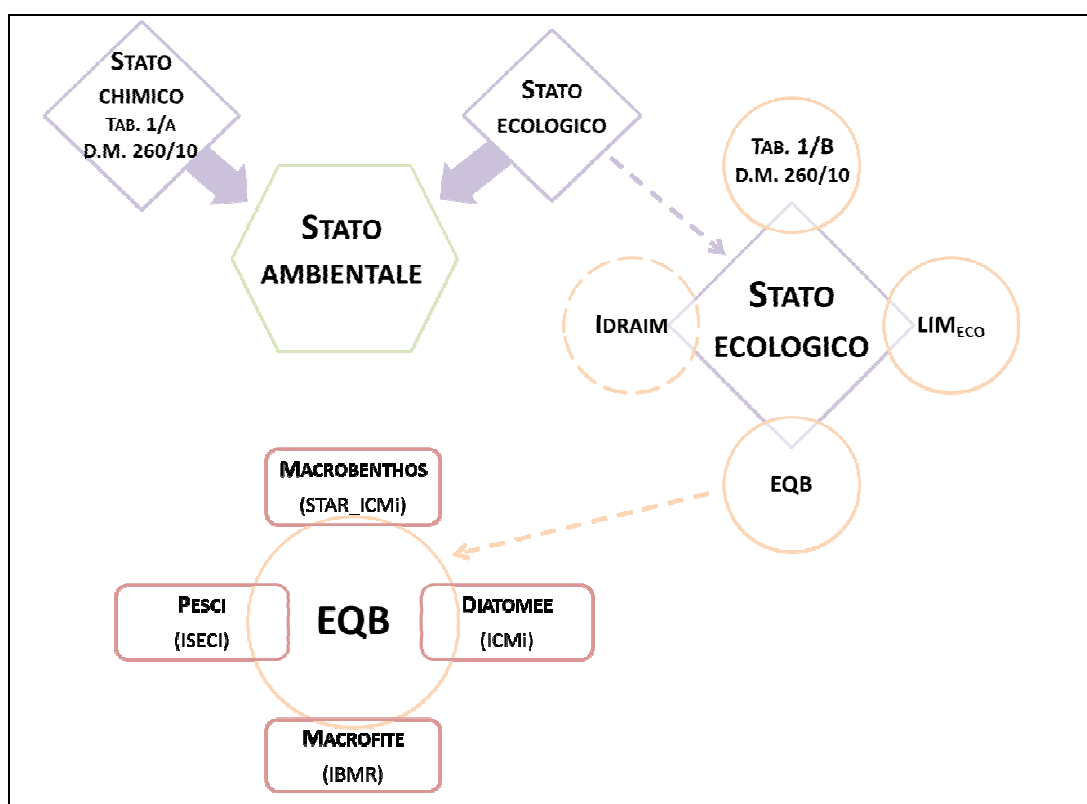 STATO
CHIMICO
TAB. 1/A
D.M. 260/10
STATO
ECOLOGICO
STATO
AMBIENTALE
TAB. 1/B
D.M. 260/10
IDRAIM
STATO
ECOLOGICO
LIMECO
EQB
MACROBENTHOS
(STAR_ICMi)
PESCI
(ISECI)
EQB
DIATOMEE
(ICMi)
MACROFITE
(IBMR)